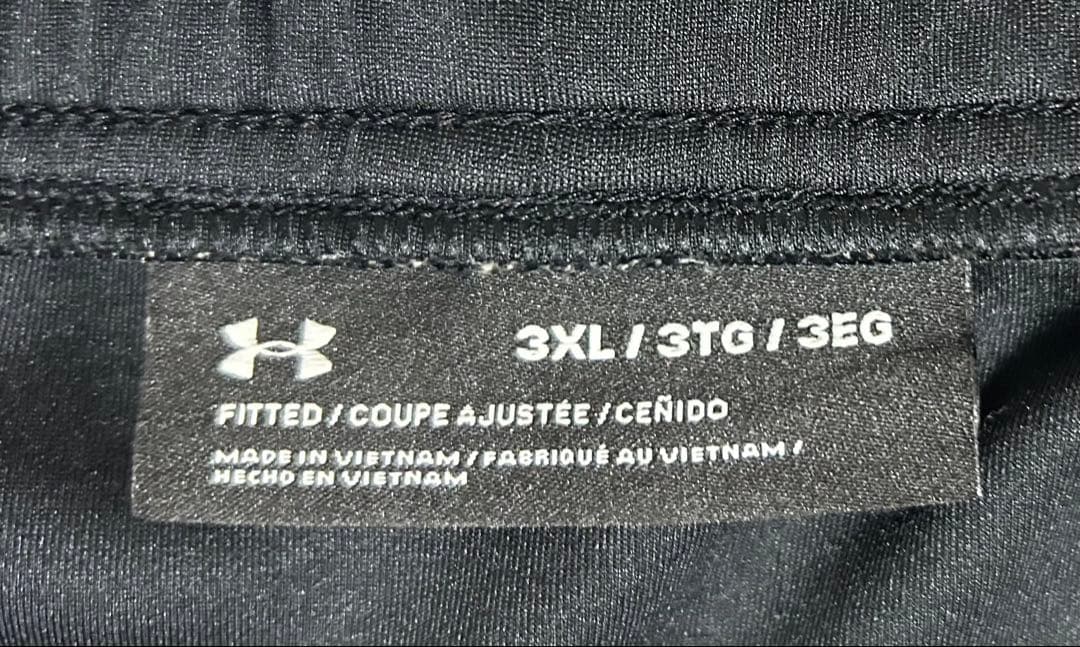 3XL / 3TG / 3EG
FITTED / COUPE AJUSTÉE / CEÑIDO
MADE IN VIETNAM / FABRIQUÉ AU VIETNAM /
HECHO EN VIETNAM